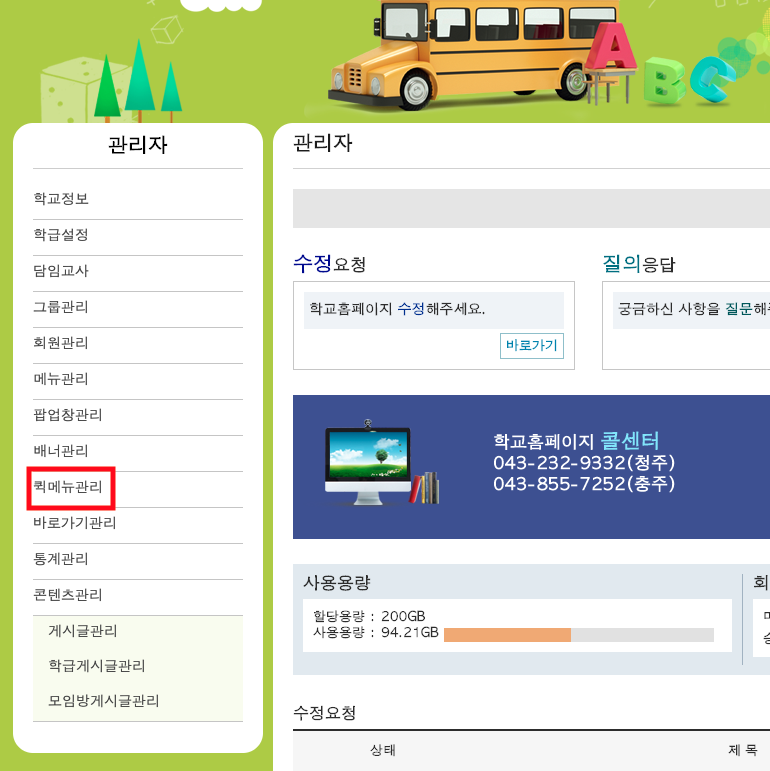 A B C
관리자
학교정보
학급설정
담임교사
그룹관리
회원관리
메뉴관리
팝업창관리
배너관리
퀵메뉴관리
바로가기관리
통계관리
콘텐츠관리
게시글관리
학급게시글관리
모임방게시글관리
관리자
수정요청
학교홈페이지 수정해주세요.
바로가기
질의응답
궁금하신 사항을 질문해
학교홈페이지 콜센터
043-232-9332(청주)
043-855-7252(충주)
사용용량
할당용량 : 200GB
사용용량 : 94.21GB
회
수정요청
상태 제 목